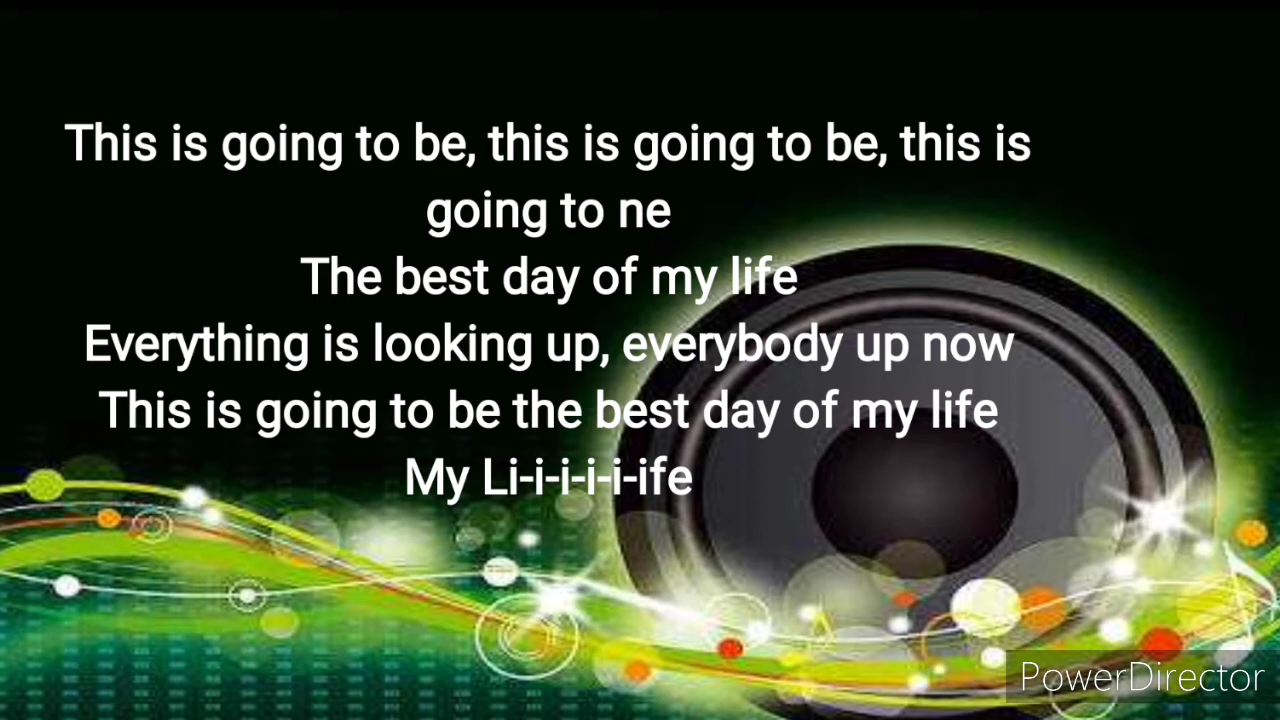 This is going to be, this is going to be, this is
going to ne
The best day of my life
Everything is looking up, everybody up now
This is going to be the best day of my life
My Li-i-i-i-i-ife
PowerDirector